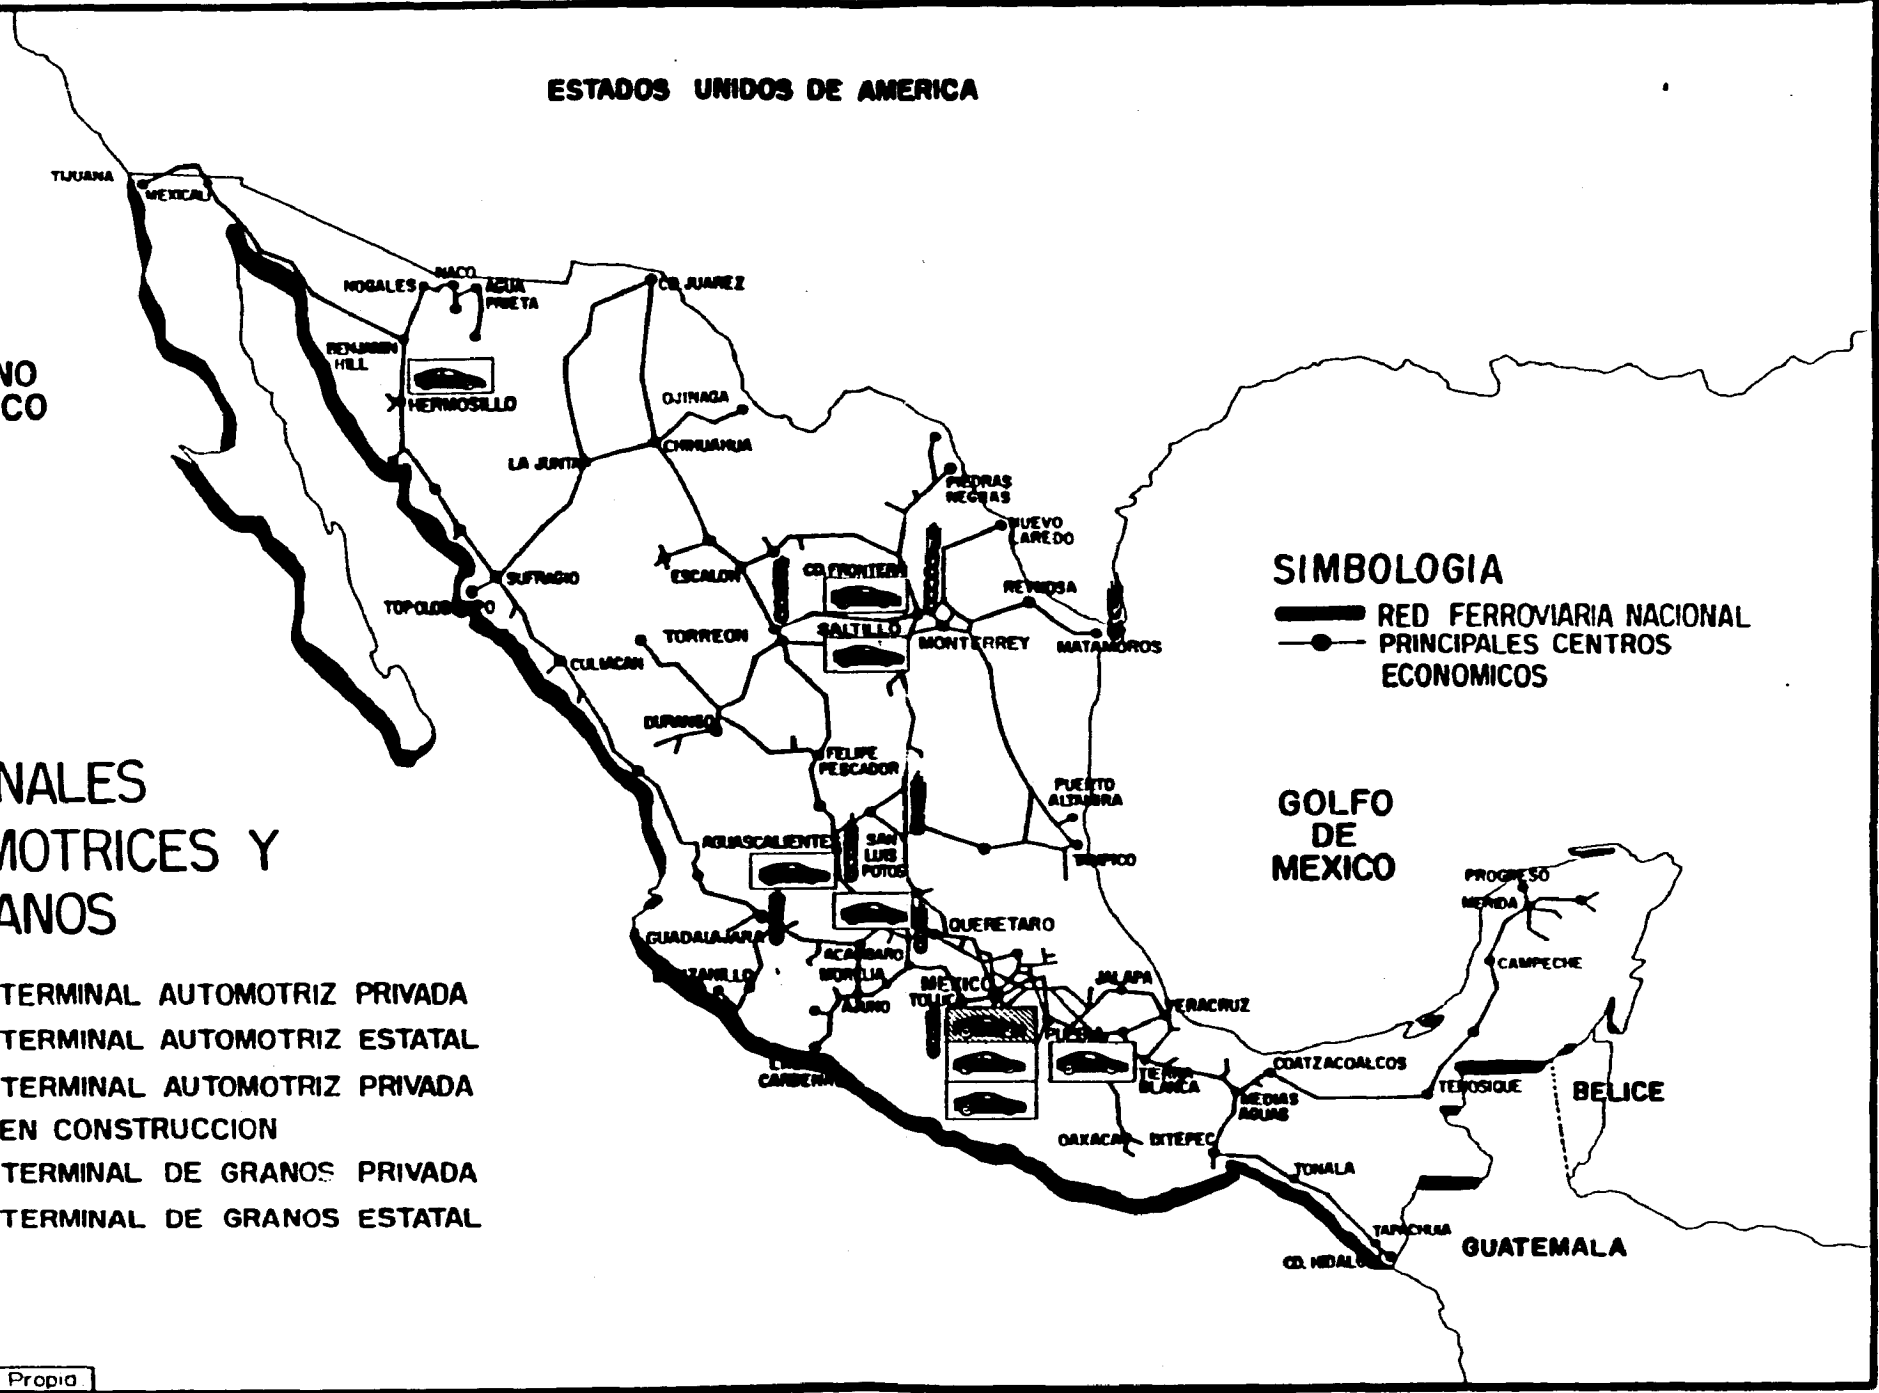 ESTADOS UNIDOS DE AMERICA
TIJUANA
MEXICALI
NOGALES
NACO
AGUA
PRIETA
CD. JUAREZ
BENJAMIN
HILL
HERMOSILLO
OJINAGA
CHIHUAHUA
LA JUNTA
PIEDRAS
NEGRAS
NUEVO
LAREDO
NO
CO
ESCALON
CD. FRONTERA
SUFRAGIO
REYNOSA
SALTILLO
TORREON
MONTERREY
MATAMOROS
CULIACAN
DURANGO
FELIPE
PESCADOR
PUERTO
ALTAMIRA
TAMPICO
AGUASCALIENTES
SAN
LUIS
POTOSI
QUERETARO
GUADALAJARA
ACAMBARO
MORELIA
MEXICO
TOLUCA
AJUNO
JALAPA
VERACRUZ
PUEBLA
TIERRA
BLANCA
COATZACOALCOS
MEDIAS
AGUAS
OAXACA
IXTEPEC
TONALA
TAPACHULA
PROGRESO
MERIDA
CAMPECHE
TENOSIQUE
BELICE
GUATEMALA
GOLFO
DE
MEXICO
SIMBOLOGIA
RED FERROVIARIA NACIONAL
PRINCIPALES CENTROS
ECONOMICOS
NALES
MOTRICES Y
ANOS
TERMINAL AUTOMOTRIZ PRIVADA
TERMINAL AUTOMOTRIZ ESTATAL
TERMINAL AUTOMOTRIZ PRIVADA
EN CONSTRUCCION
TERMINAL DE GRANOS PRIVADA
TERMINAL DE GRANOS ESTATAL
Propia